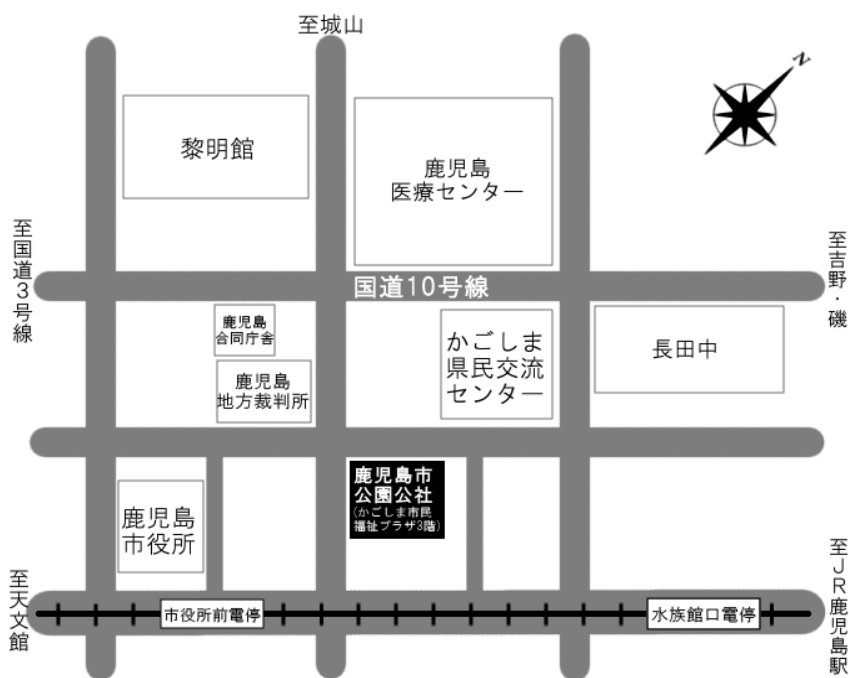 至城山
N
黎明館
鹿児島
医療センター
至国道3号線
至吉野・磯
国道10号線
鹿児島
合同庁舎
かごしま
県民交流
センター
長田中
鹿児島
地方裁判所
鹿児島市
公園公社
(かごしま市民
福祉プラザ3階)
鹿児島
市役所
至天文館
市役所前電停
水族館口電停
至JR鹿児島駅